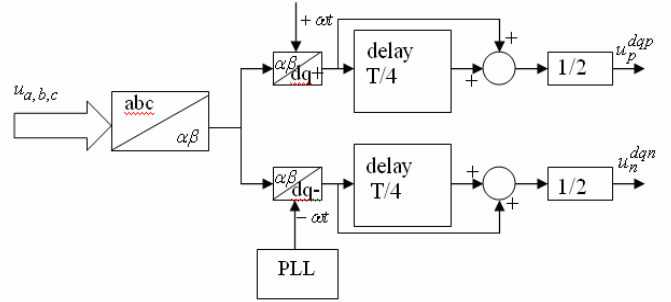 + ωt
u_{a,b,c}
abc
αβ
αβ
dq+
delay
T/4
+
+
1/2
u_p^{dqp}
αβ
dq-
delay
T/4
+
+
1/2
u_n^{dqn}
- ωt
PLL